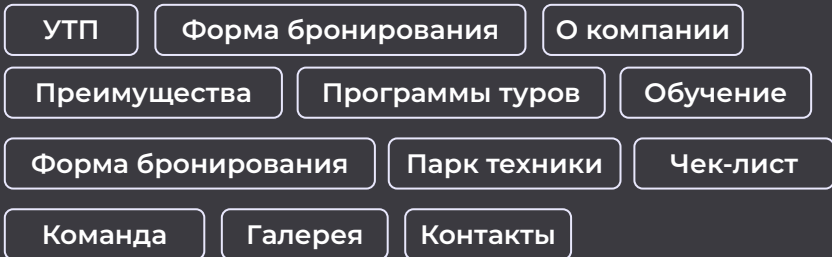 УТП Форма бронирования О компании
Преимущества Программы туров Обучение
Форма бронирования Парк техники Чек-лист
Команда Галерея Контакты